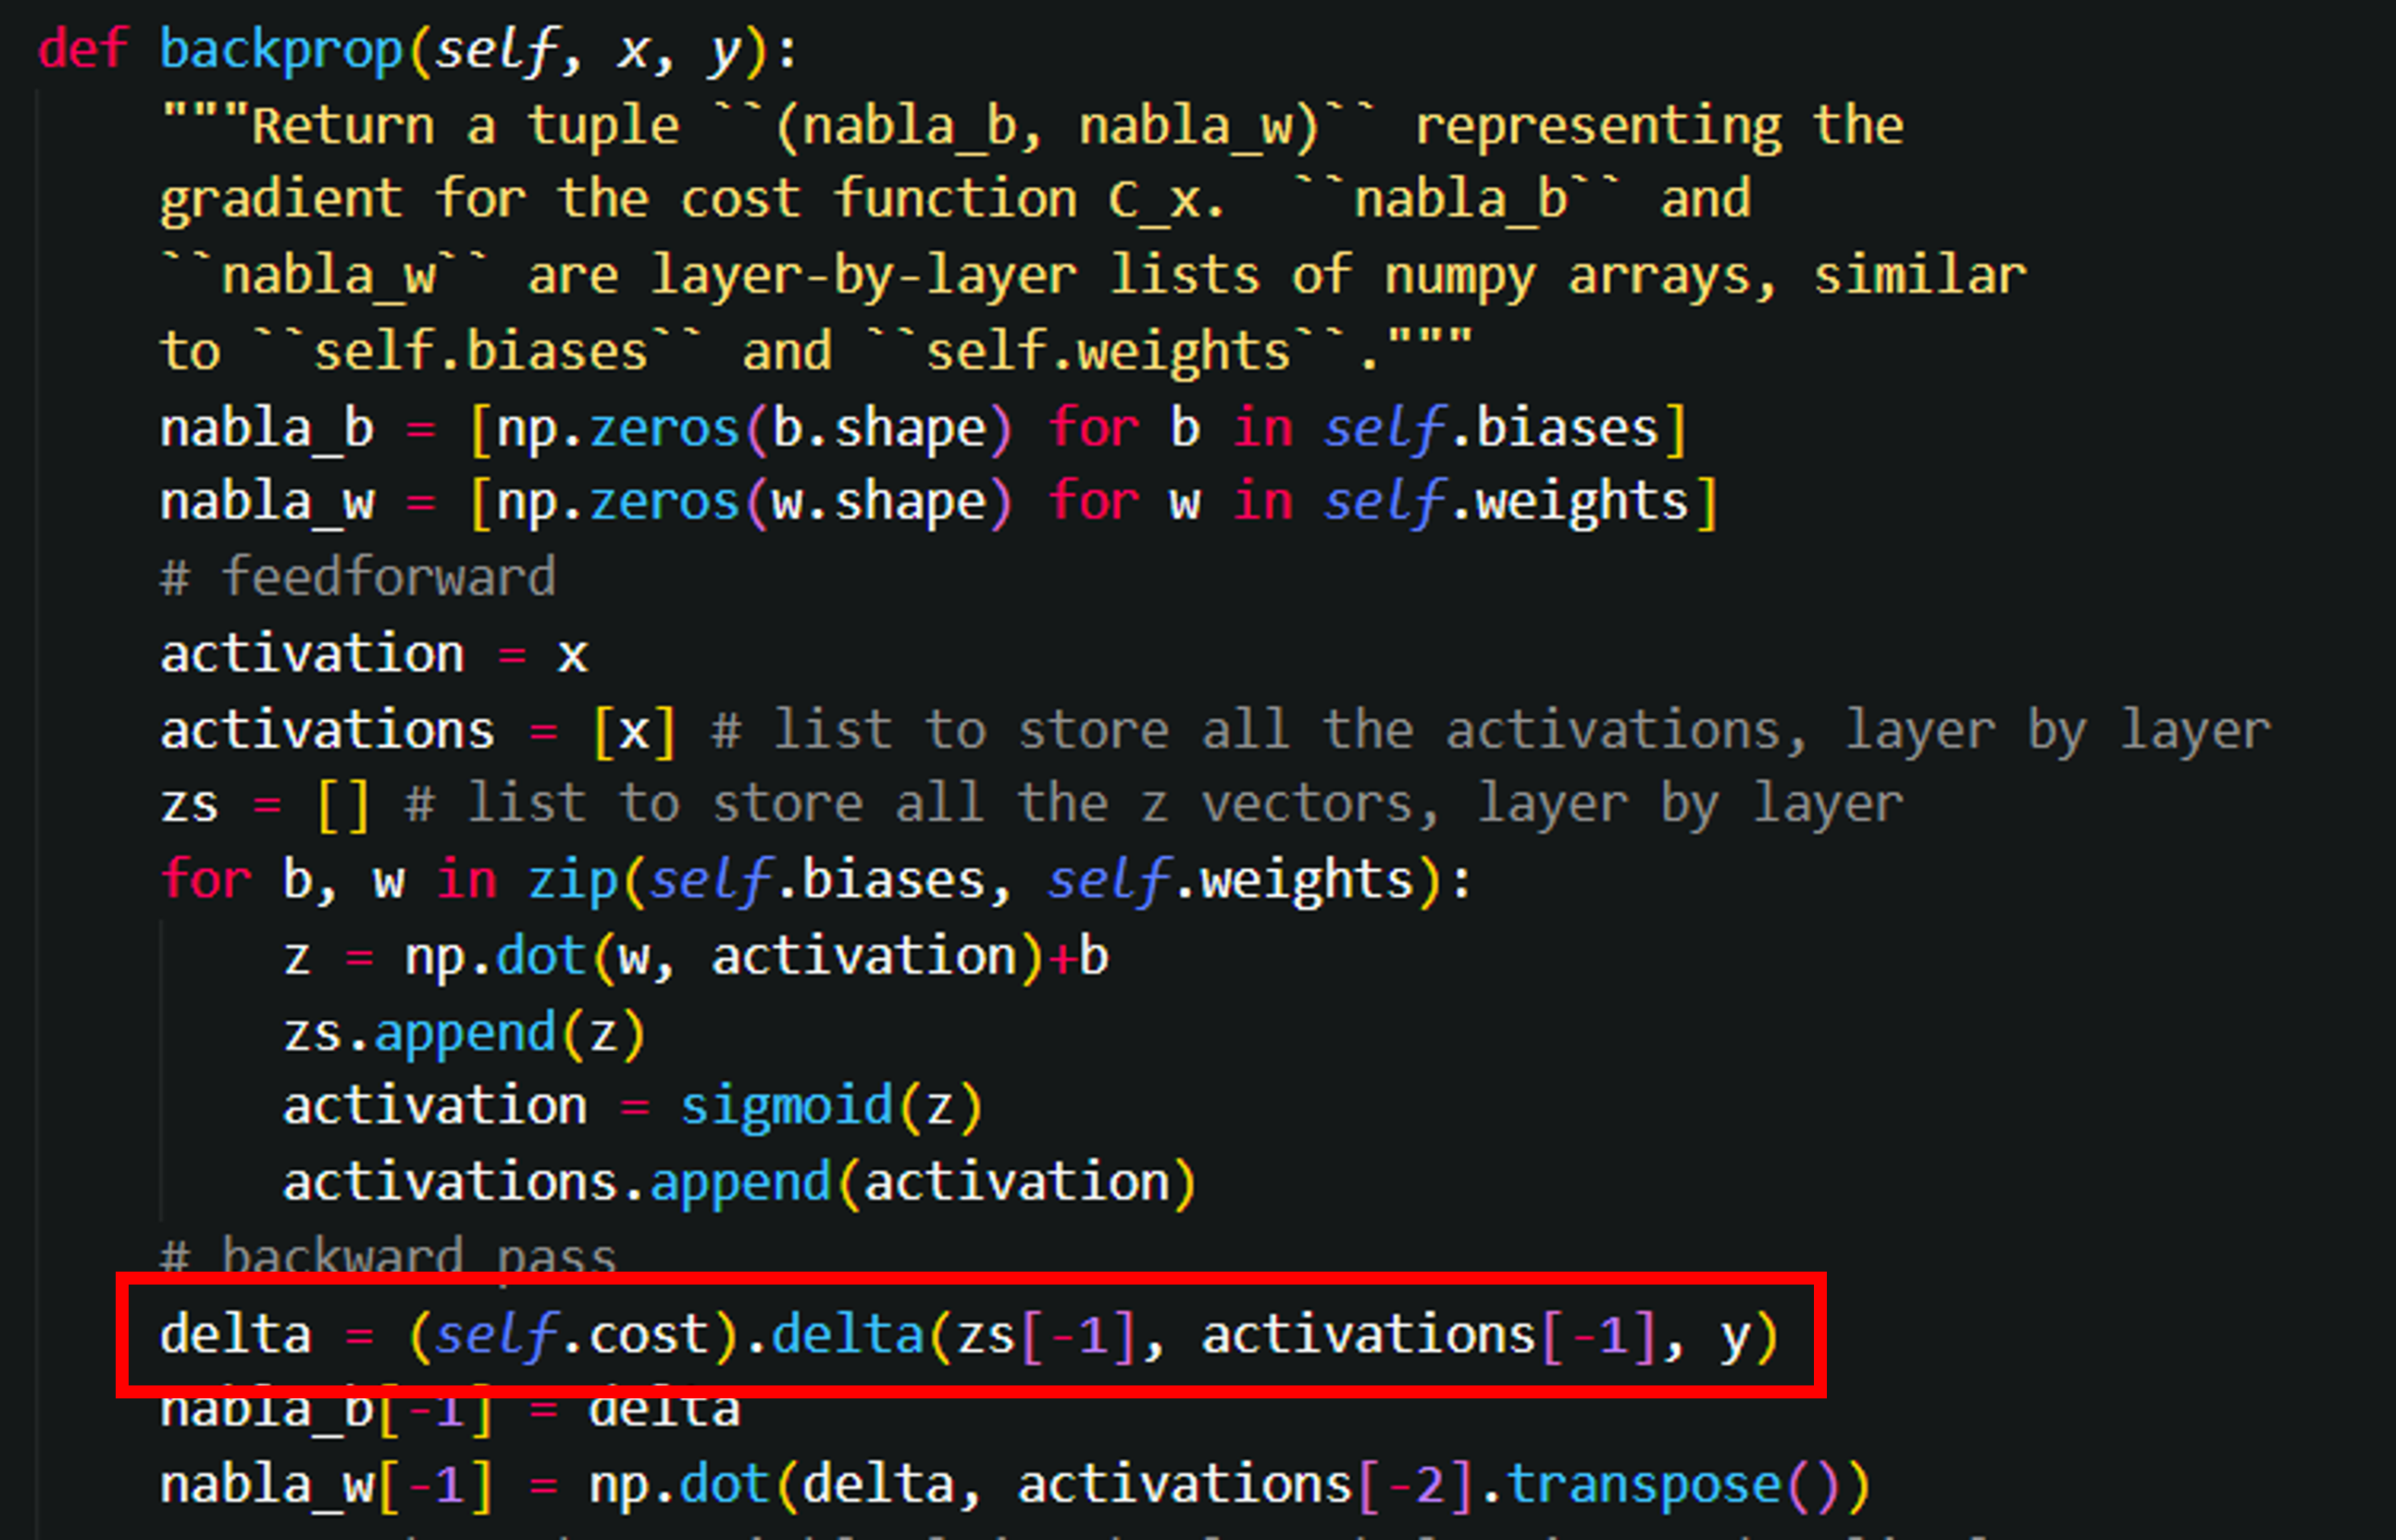 def backprop(self, x, y):
    """Return a tuple ``(nabla_b, nabla_w)`` representing the
    gradient for the cost function C_x.  ``nabla_b`` and
    ``nabla_w`` are layer-by-layer lists of numpy arrays, similar
    to ``self.biases`` and ``self.weights``."""
    nabla_b = [np.zeros(b.shape) for b in self.biases]
    nabla_w = [np.zeros(w.shape) for w in self.weights]
    # feedforward
    activation = x
    activations = [x] # list to store all the activations, layer by layer
    zs = [] # list to store all the z vectors, layer by layer
    for b, w in zip(self.biases, self.weights):
        z = np.dot(w, activation)+b
        zs.append(z)
        activation = sigmoid(z)
        activations.append(activation)
    # backward pass
    delta = (self.cost).delta(zs[-1], activations[-1], y)
    nabla_b[-1] = delta
    nabla_w[-1] = np.dot(delta, activations[-2].transpose())